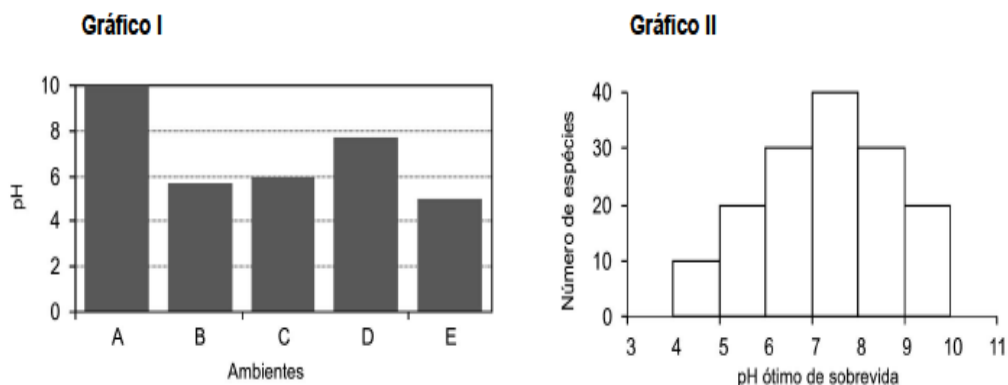 Gráfico I
10
8
6
4
2
0
pH
A B C D E
Ambientes
Gráfico II
40
30
20
10
0
Número de espécies
3 4 5 6 7 8 9 10 11
pH ótimo de sobrevida